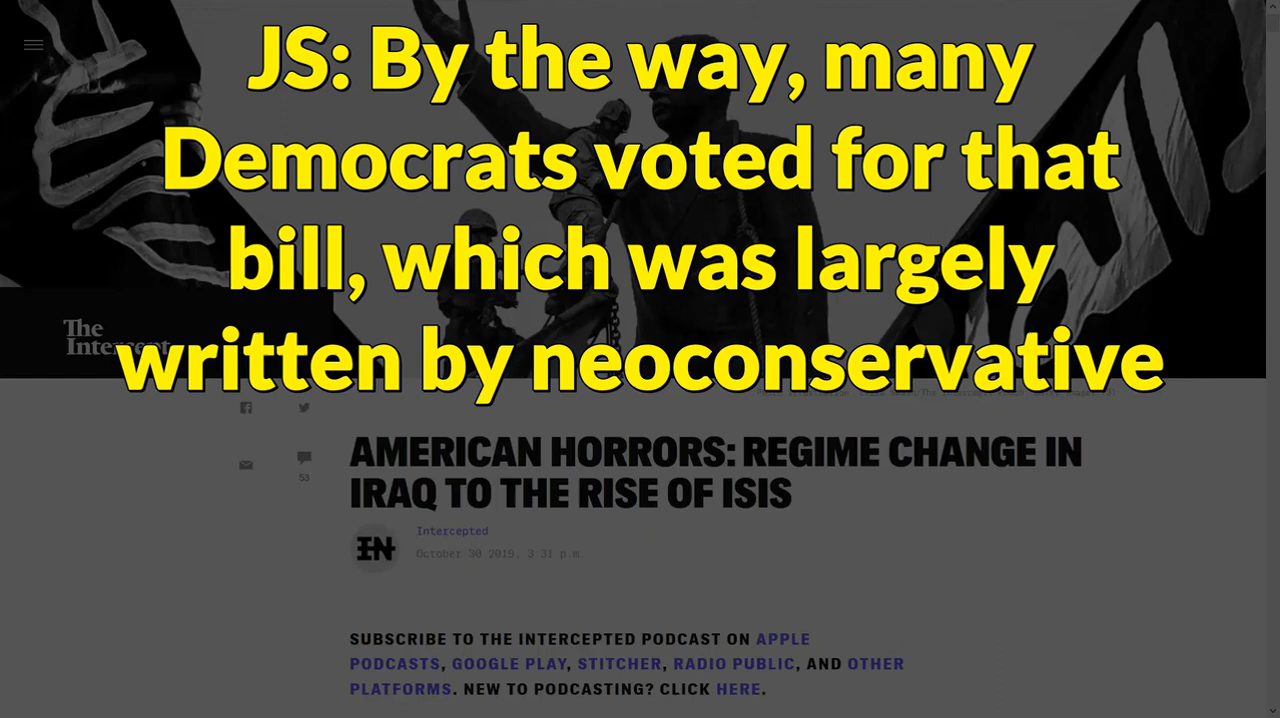 JS: By the way, many
Democrats voted for that
bill, which was largely
written by neoconservative
The
Intercept
53
AMERICAN HORRORS: REGIME CHANGE IN
IRAQ TO THE RISE OF ISIS
Intercepted
October 30 2019, 3:31 p.m.
SUBSCRIBE TO THE INTERCEPTED PODCAST ON APPLE
PODCASTS, GOOGLE PLAY, STITCHER, RADIO PUBLIC, AND OTHER
PLATFORMS. NEW TO PODCASTING? CLICK HERE.